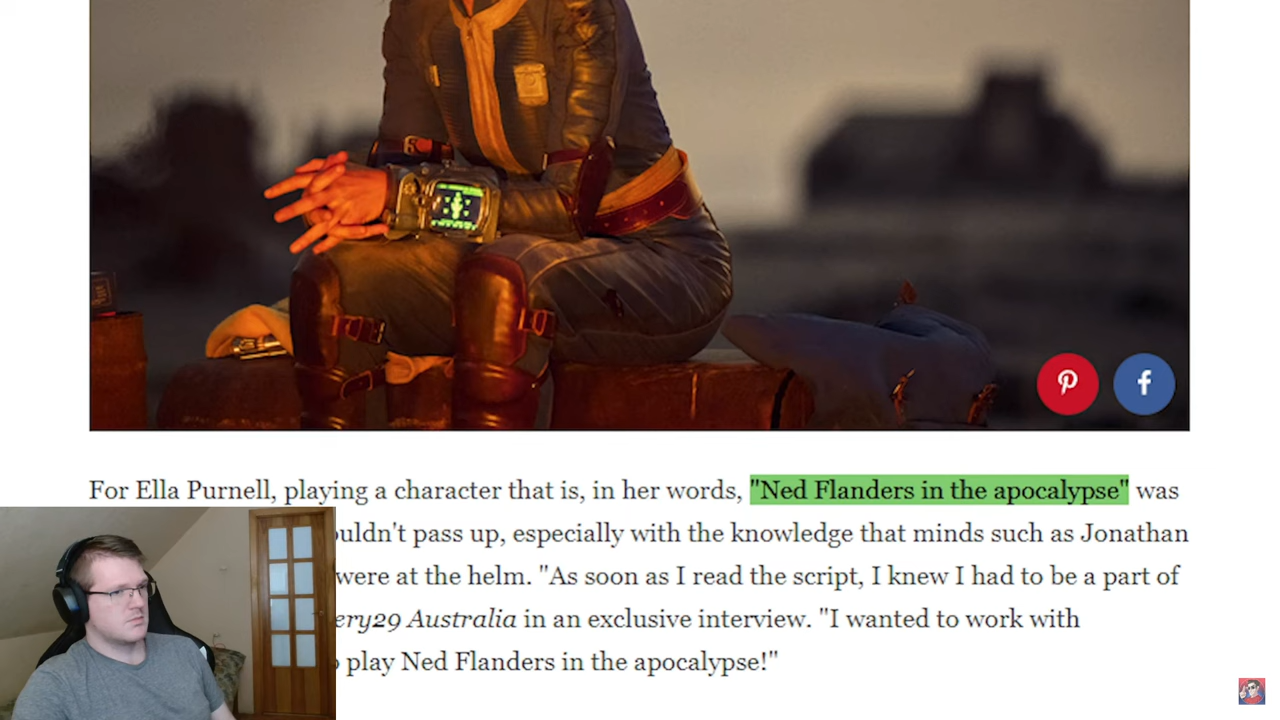 For Ella Purnell, playing a character that is, in her words, "Ned Flanders in the apocalypse" was
ouldn't pass up, especially with the knowledge that minds such as Jonathan
were at the helm. "As soon as I read the script, I knew I had to be a part of
ery29 Australia in an exclusive interview. "I wanted to work with
play Ned Flanders in the apocalypse!"